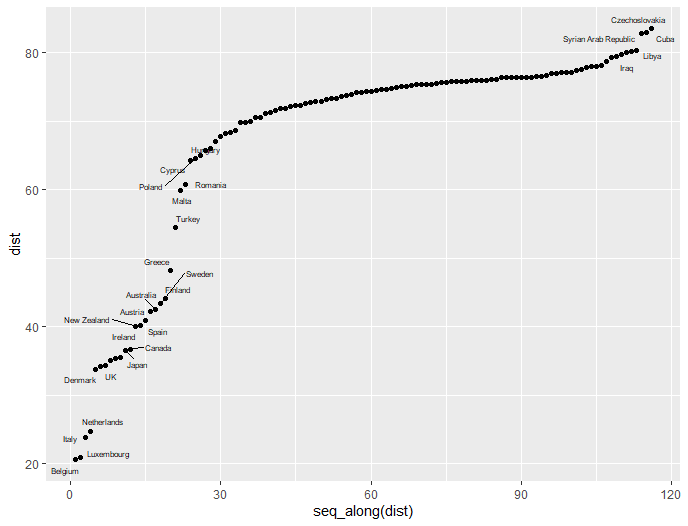 Czechoslovakia
Syrian Arab Republic
Cuba
80
Libya
Iraq
Hungary
Cyprus
Poland
Romania
60
Malta
Turkey
dist
Greece
Sweden
Australia
Finland
Austria
New Zealand
Spain
40
Ireland
Canada
Japan
Denmark
UK
Netherlands
Italy
Luxembourg
Belgium
20
0
30
60
90
120
seq_along(dist)